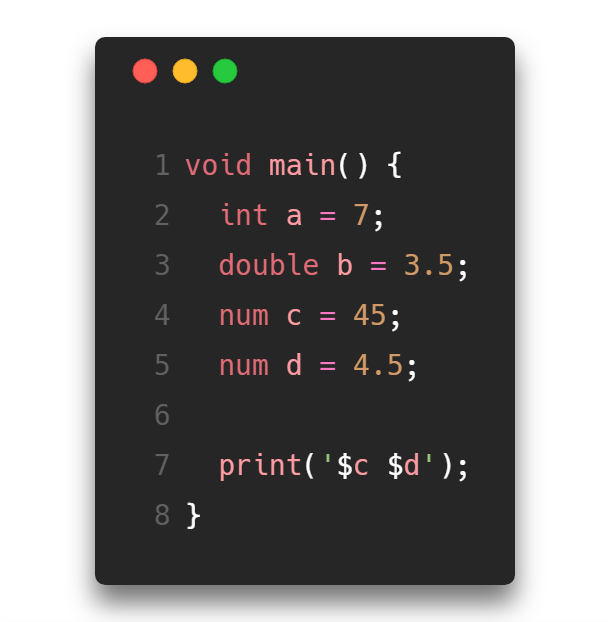 1 void main() {
2   int a = 7;
3   double b = 3.5;
4   num c = 45;
5   num d = 4.5;
6
7   print('$c $d');
8 }